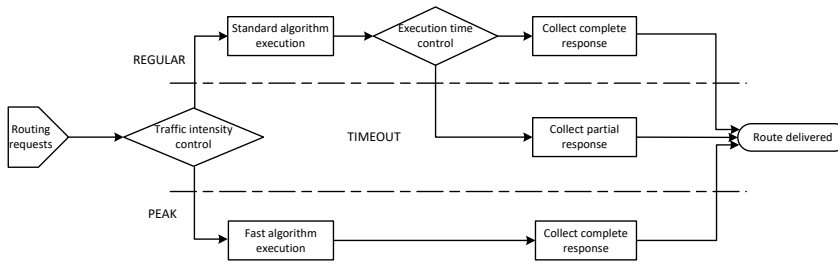 Standard algorithm
execution
Execution time
control
Collect complete
response
REGULAR
Routing
requests
Traffic intensity
control
TIMEOUT
Collect partial
response
Route delivered
PEAK
Fast algorithm
execution
Collect complete
response